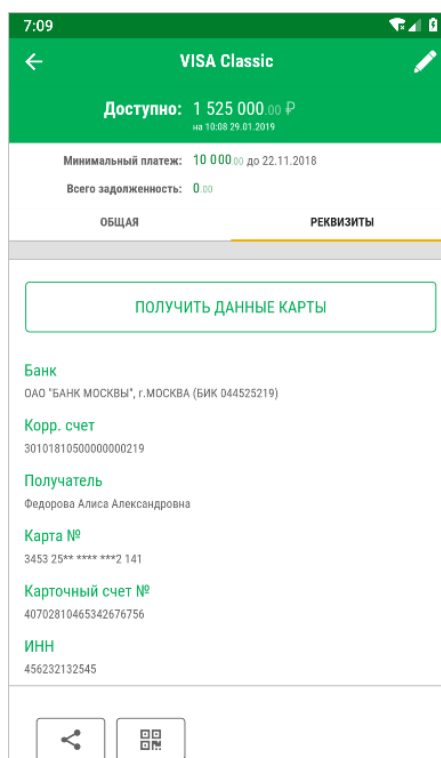 7:09
VISA Classic
Доступно: 1 525 000.00 ₽
на 10:08 29.01.2019
Минимальный платеж: 10 000.00 до 22.11.2018
Всего задолженность: 0.00
ОБЩАЯ РЕКВИЗИТЫ
ПОЛУЧИТЬ ДАННЫЕ КАРТЫ
Банк
ОАО "БАНК МОСКВЫ", г.МОСКВА (БИК 044525219)
Корр. счет
30101810500000000219
Получатель
Федорова Алиса Александровна
Карта №
3453 25** **** ***2 141
Карточный счет №
40702810465342676756
ИНН
456232132545